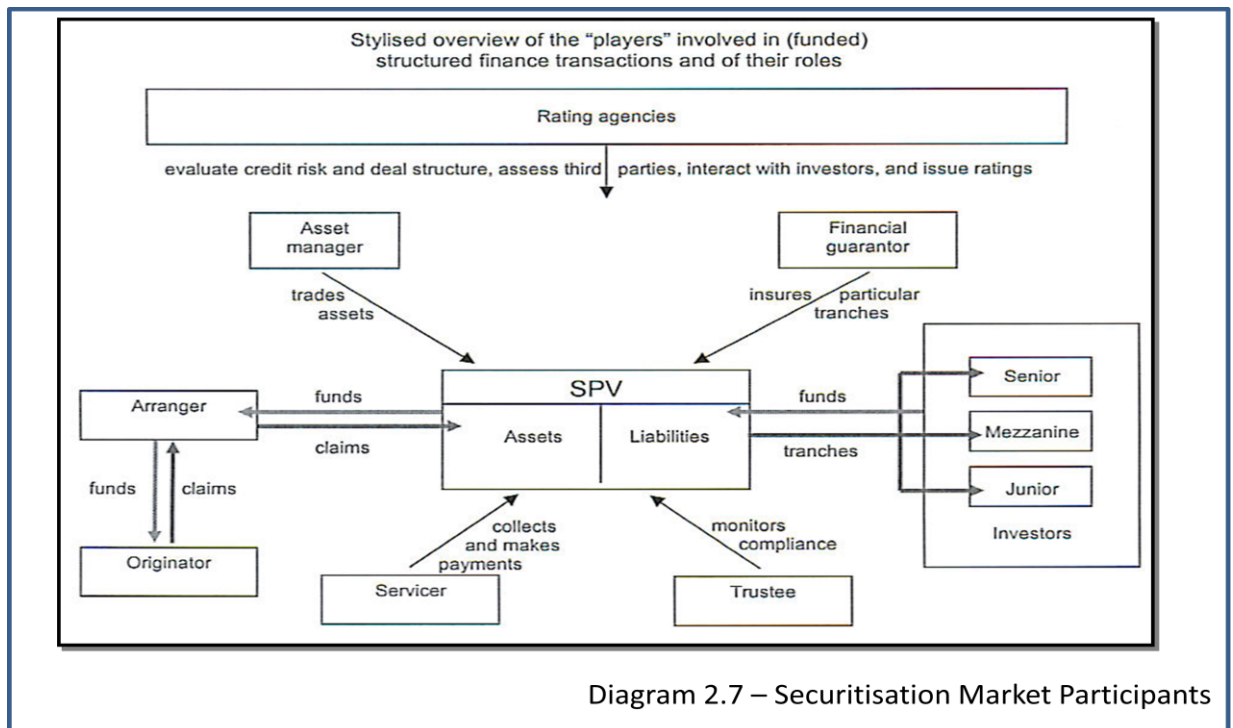 Stylised overview of the “players” involved in (funded)
structured finance transactions and of their roles
Rating agencies
evaluate credit risk and deal structure, assess third parties, interact with investors, and issue ratings
Asset
manager
Financial
guarantor
trades
assets
insures particular
tranches
SPV
Assets
Liabilities
Arranger
funds
claims
funds
claims
Originator
funds
tranches
Senior
Mezzanine
Junior
Investors
collects
and makes
payments
monitors
compliance
Servicer
Trustee
Diagram 2.7 – Securitisation Market Participants